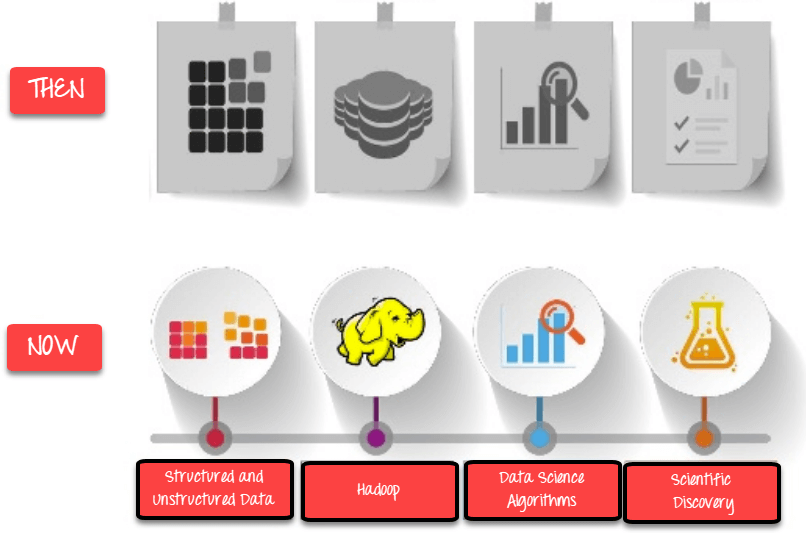 THEN
NOW
Structured and
Unstructured Data
Hadoop
Data Science
Algorithms
Scientific
Discovery